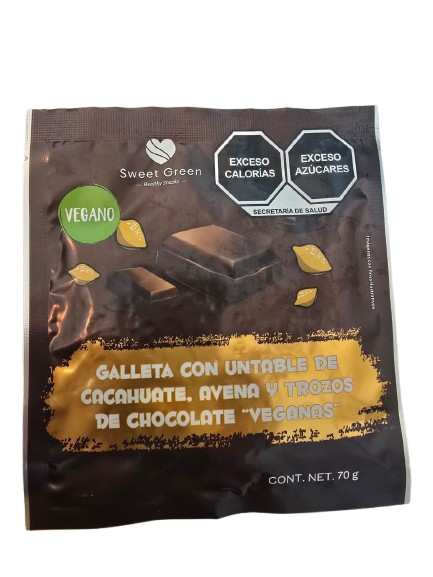 Sweet Green
Healthy Snacks
EXCESO
CALORÍAS
EXCESO
AZÚCARES
SECRETARÍA DE SALUD
VEGANO
GALLETA CON UNTABLE DE
CACAHUATE, AVENA Y TROZOS
DE CHOCOLATE "VEGANAS"
CONT. NET. 70 g